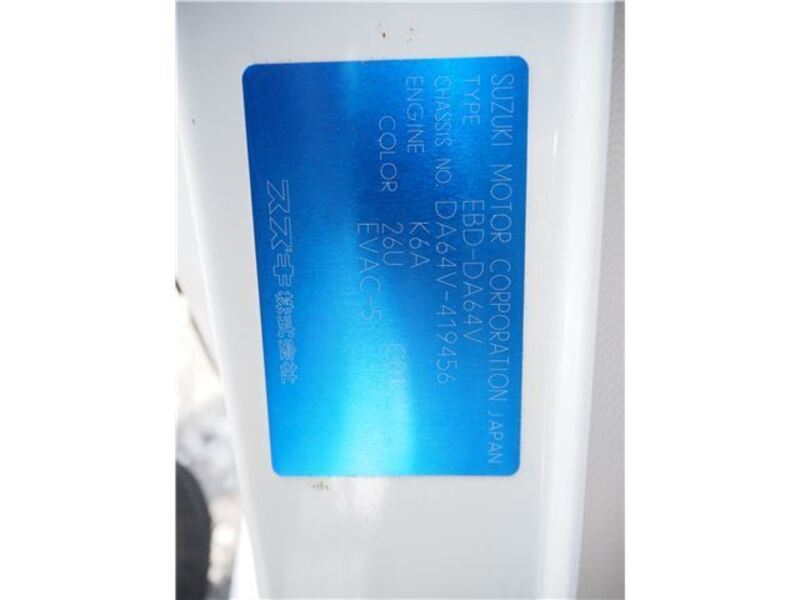 SUZUKI MOTOR CORPORATION JAPAN
TYPE EBD-DA64V
CHASSIS NO. DA64V-419456
ENGINE K6A
COLOR 26U
EVAC-5
スズキ株式会社